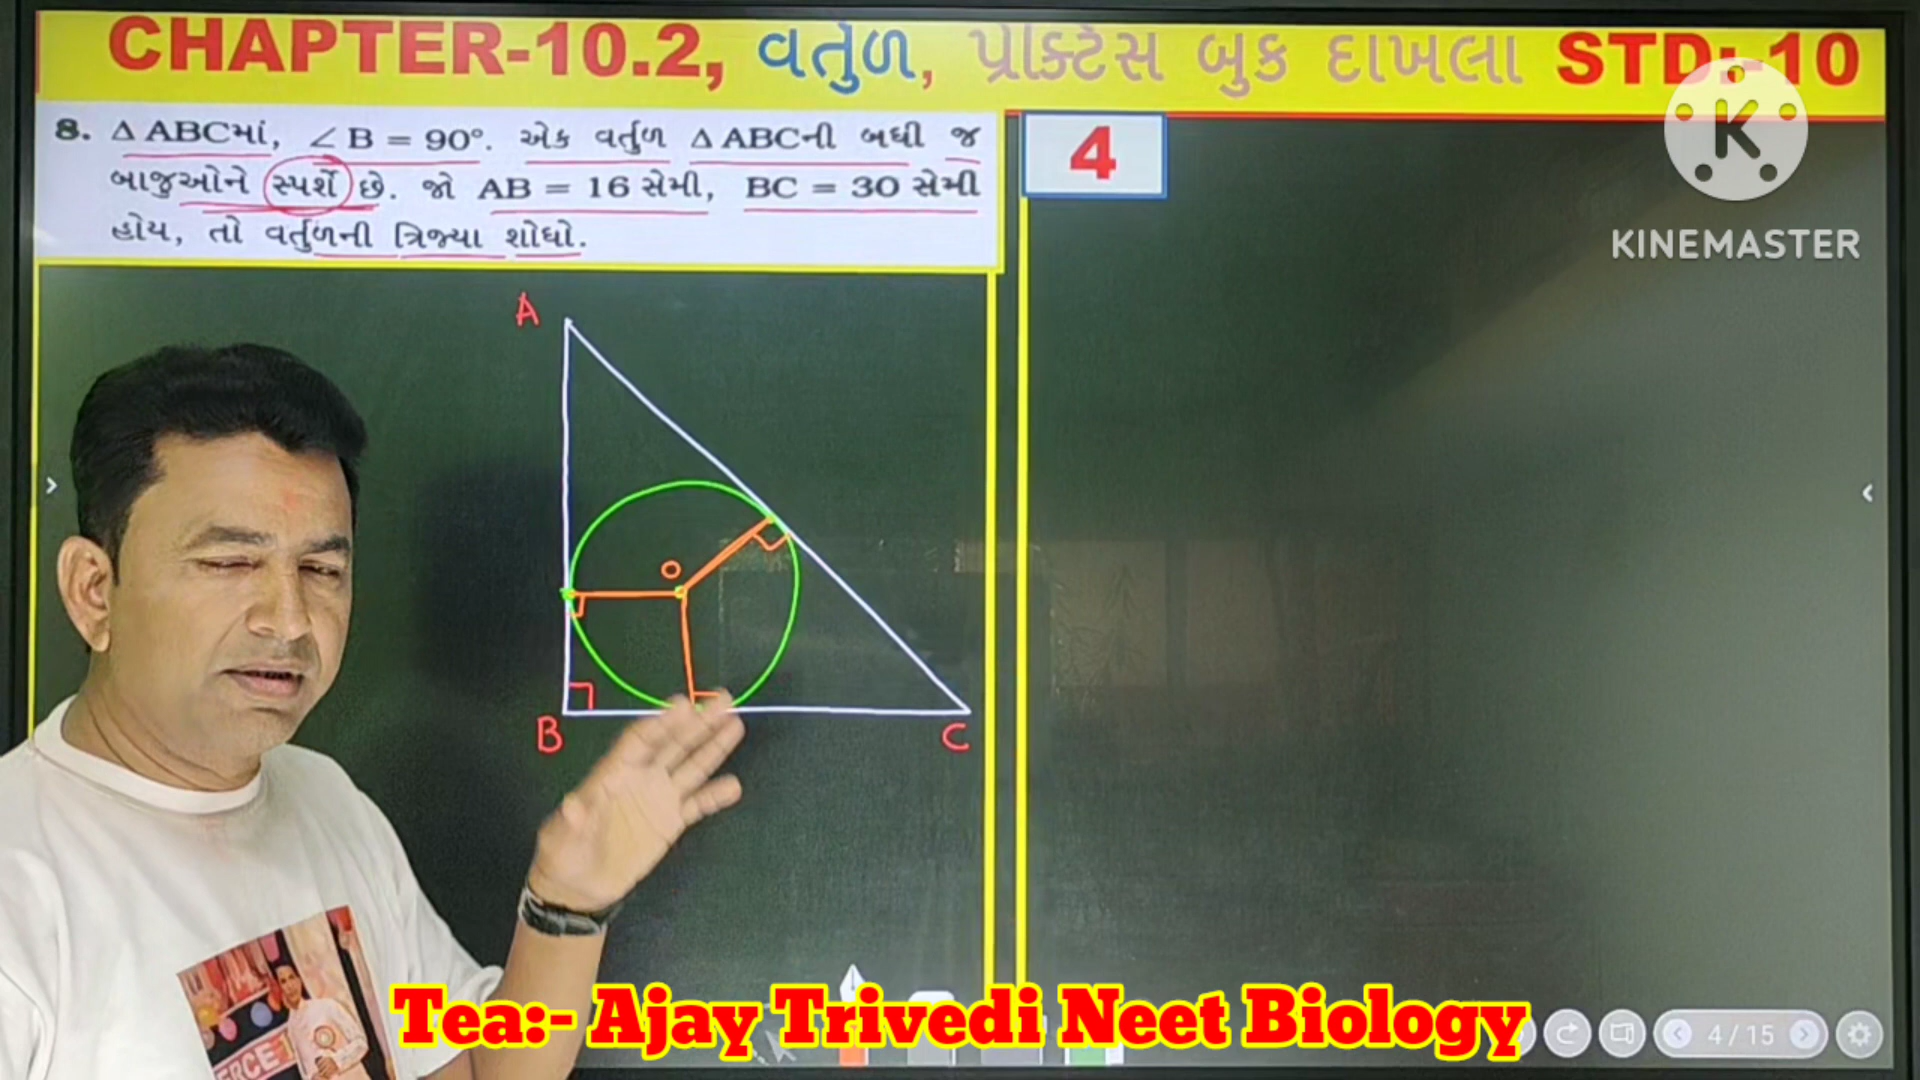 CHAPTER-10.2, વર્તુળ, પ્રેક્ટિસ બુક દાખલા STD:-10
8. Δ ABCમાં, ∠B = 90°. એક વર્તુળ Δ ABCની બધી જ
બાજુઓને સ્પર્શે છે. જો AB = 16 સેમી, BC = 30 સેમી
હોય, તો વર્તુળની ત્રિજ્યા શોધો.
4
K
KINEMASTER
A
O
B
C
Tea:- Ajay Trivedi Neet Biology
4 / 15